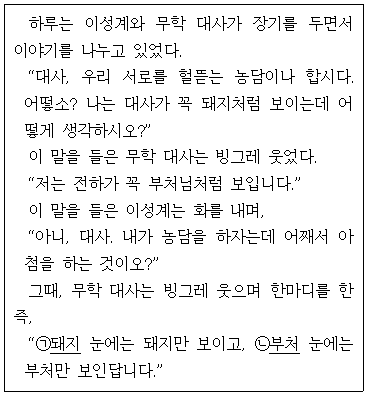 하루는 이성계와 무학 대사가 장기를 두면서
이야기를 나누고 있었다.
“대사, 우리 서로를 헐뜯는 농담이나 합시다.
어떻소? 나는 대사가 꼭 돼지처럼 보이는데 어
떻게 생각하시오?”
이 말을 들은 무학 대사는 빙그레 웃었다.
“저는 전하가 꼭 부처님처럼 보입니다.”
이 말을 들은 이성계는 화를 내며,
“아니, 대사. 내가 농담을 하자는데 어째서 아
첨을 하는 것이오?”
그때, 무학 대사는 빙그레 웃으며 한마디를 한
즉,
“㉠돼지 눈에는 돼지만 보이고, ㉡부처 눈에는
부처만 보인답니다.”